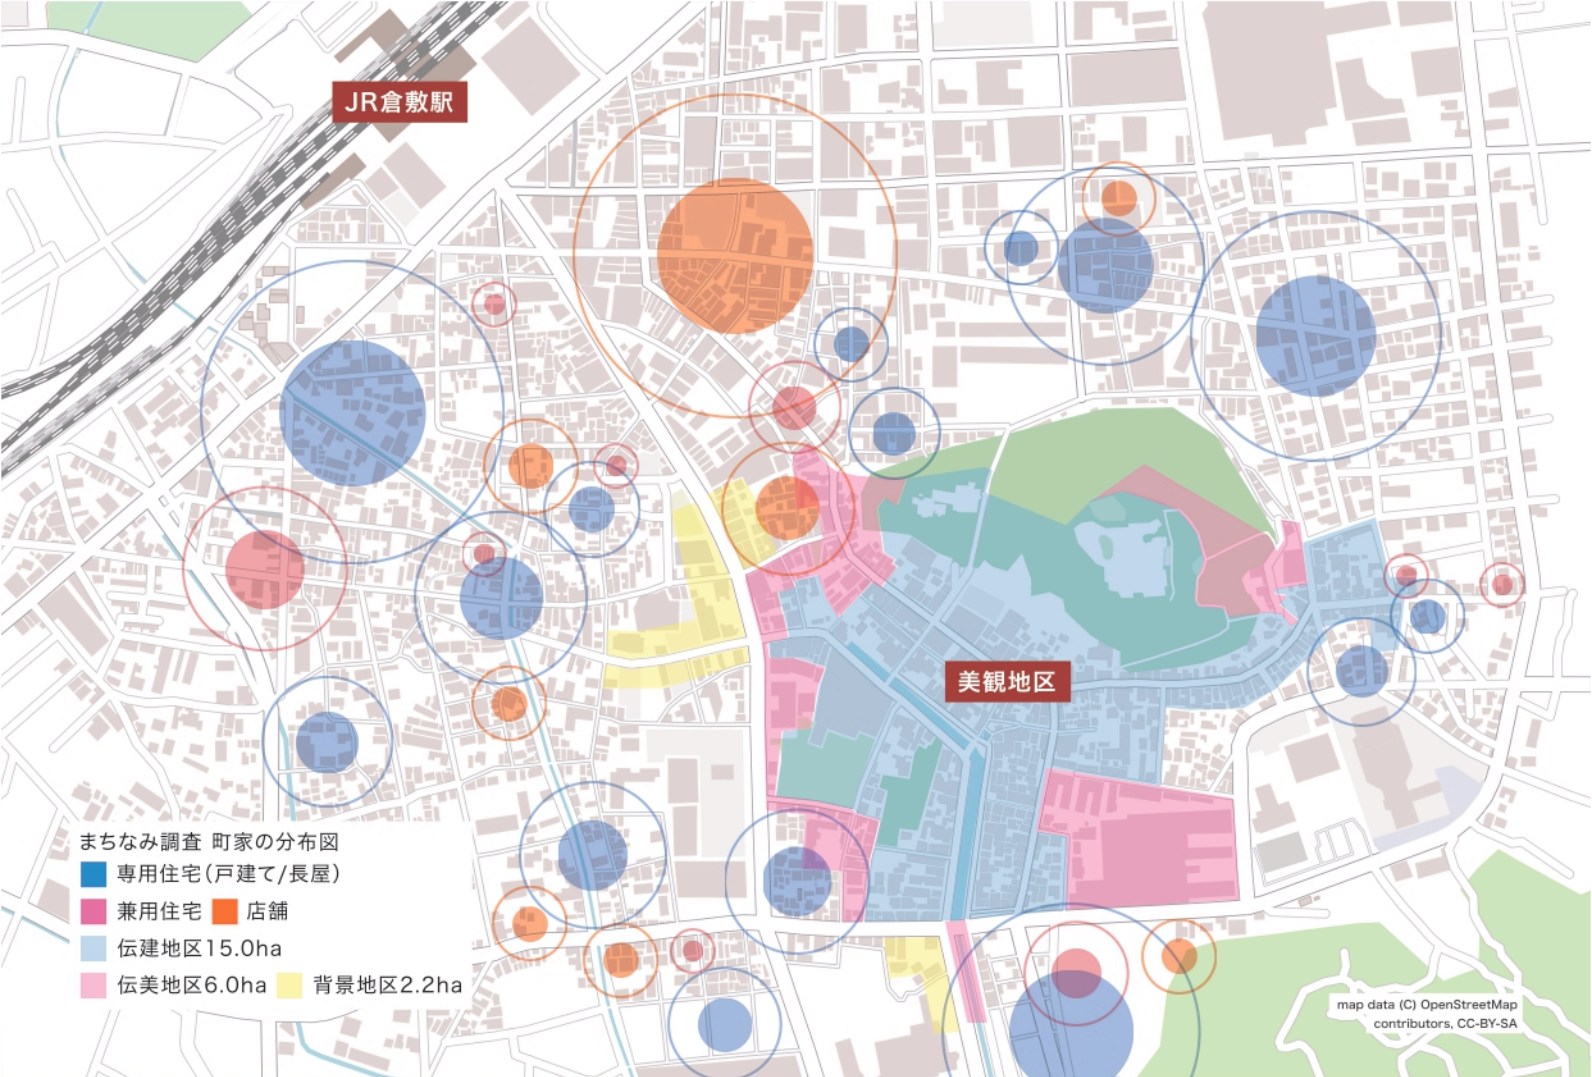 JR倉敷駅
美観地区
まちなみ調査 町家の分布図
専用住宅(戸建て/長屋)
兼用住宅 店舗
伝建地区15.0ha
伝美地区6.0ha 背景地区2.2ha
map data (C) OpenStreetMap
contributors, CC-BY-SA